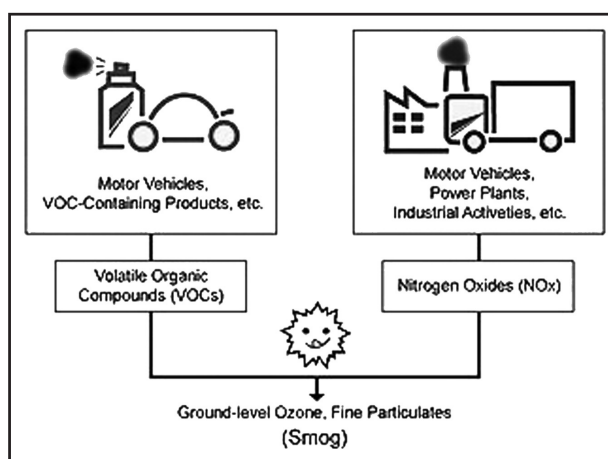 Motor Vehicles,
VOC-Containing Products, etc.
Motor Vehicles,
Power Plants,
Industrial Activeties, etc.
Volatile Organic
Compounds (VOCs)
Nitrogen Oxides (NOx)
Ground-level Ozone, Fine Particulates
(Smog)